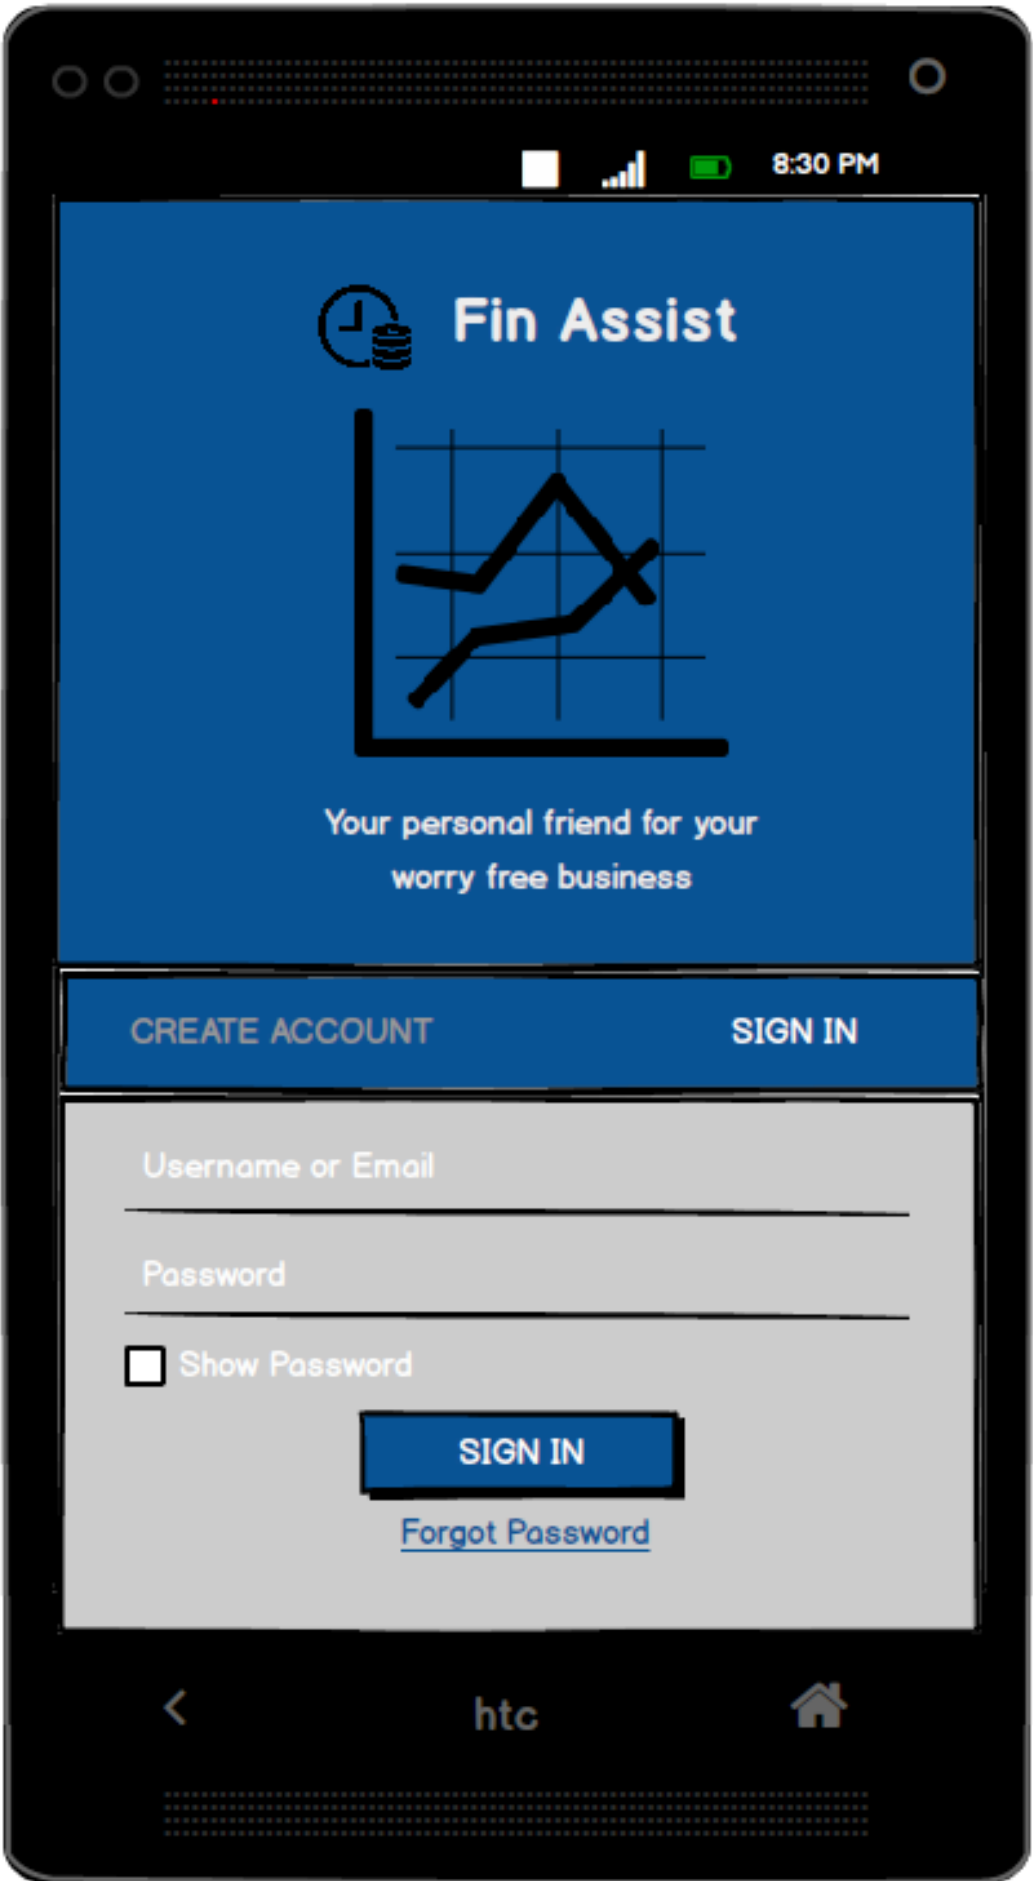 8:30 PM
Fin Assist
Your personal friend for your
worry free business
CREATE ACCOUNT SIGN IN
Username or Email
Password
Show Password
SIGN IN
Forgot Password
htc